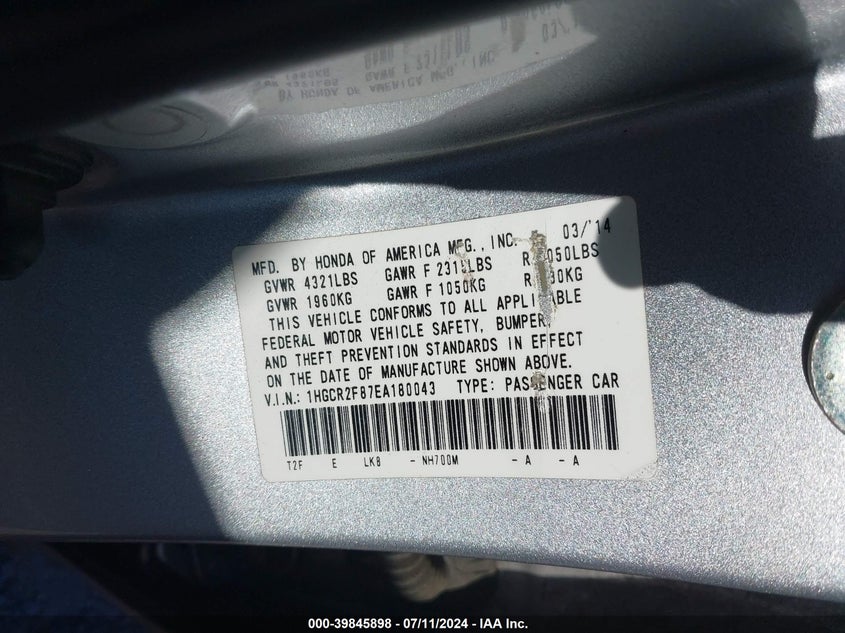 MFD. BY HONDA OF AMERICA MFG., INC. 03/'14
GVWR 4321LBS GAWR F 2315LBS
GVWR 1960KG GAWR F 1050KG
THIS VEHICLE CONFORMS TO ALL APPLICABLE
FEDERAL MOTOR VEHICLE SAFETY, BUMPER,
AND THEFT PREVENTION STANDARDS IN EFFECT
ON THE DATE OF MANUFACTURE SHOWN ABOVE.
V.I.N.: 1HGCR2F87EA180043 TYPE: PASSENGER CAR
T2F E LK8 - NH700M - A - A
000-39845898 - 07/11/2024 - IAA Inc.